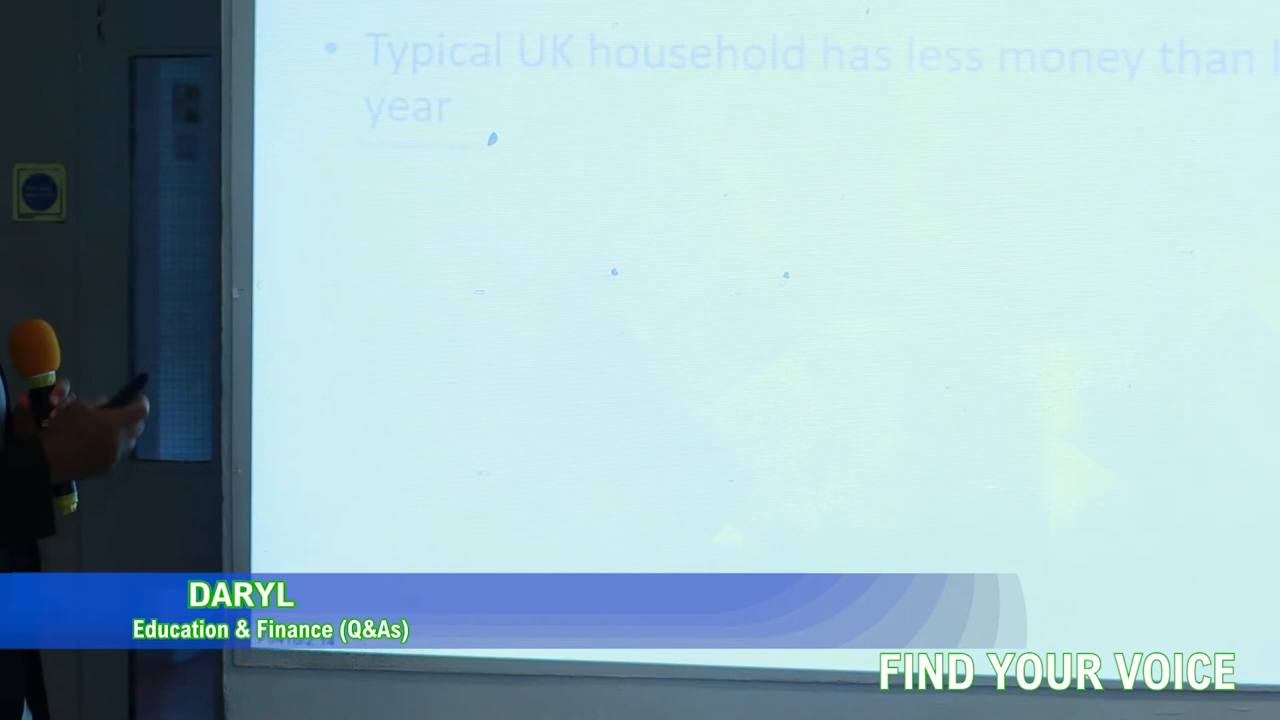 • Typical UK household has less money than
year
DARYL
Education & Finance (Q&As)
FIND YOUR VOICE